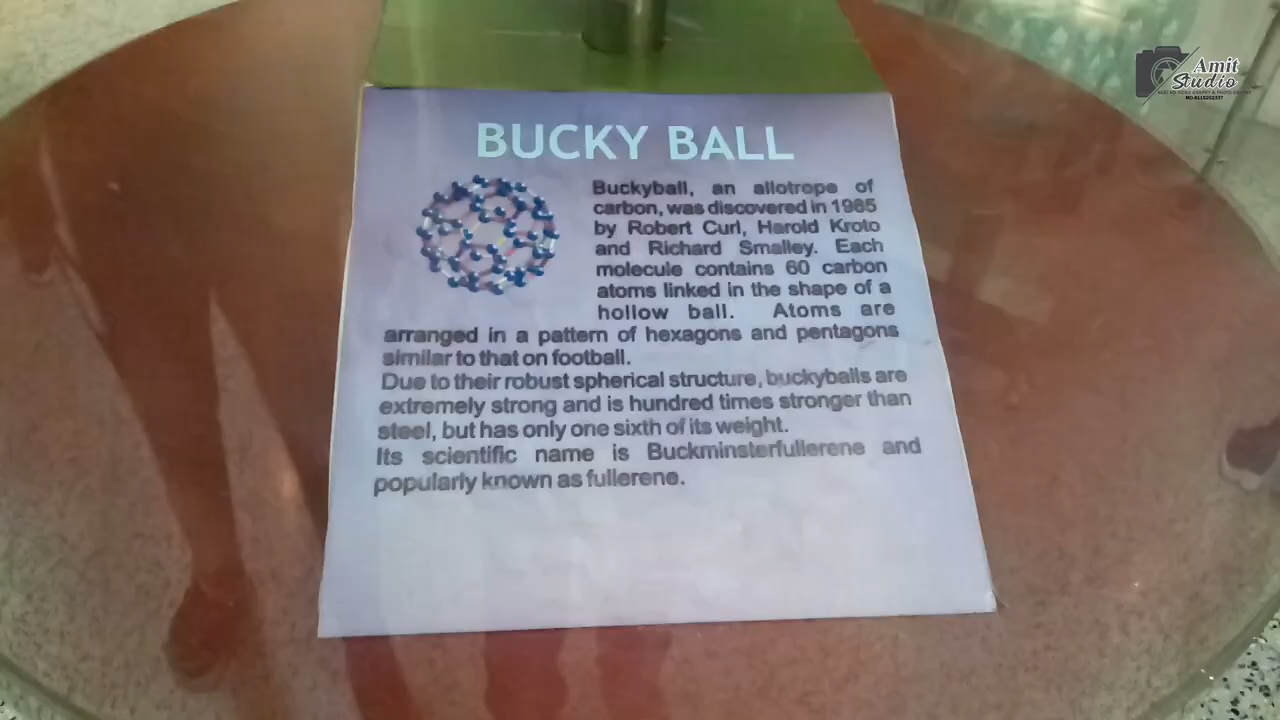 Amit
Studio
BUCKY BALL
Buckyball, an allotrope of
carbon, was discovered in 1985
by Robert Curl, Harold Kroto
and Richard Smalley. Each
molecule contains 60 carbon
atoms linked in the shape of a
hollow ball. Atoms are
arranged in a pattern of hexagons and pentagons
similar to that on football.
Due to their robust spherical structure, buckyballs are
extremely strong and is hundred times stronger than
steel, but has only one sixth of its weight.
Its scientific name is Buckminsterfullerene and
popularly known as fullerene.